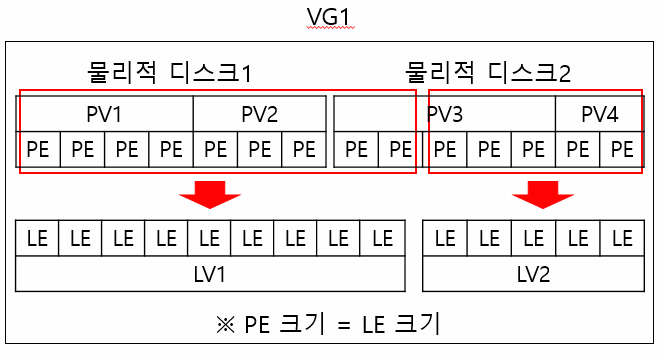 VG1
물리적 디스크1 물리적 디스크2
PV1 PV2 PV3 PV4
PE PE PE PE PE PE PE PE PE PE PE PE PE PE
LE LE LE LE LE LE LE LE LE LE LE LE LE LE
LV1 LV2
※ PE 크기 = LE 크기